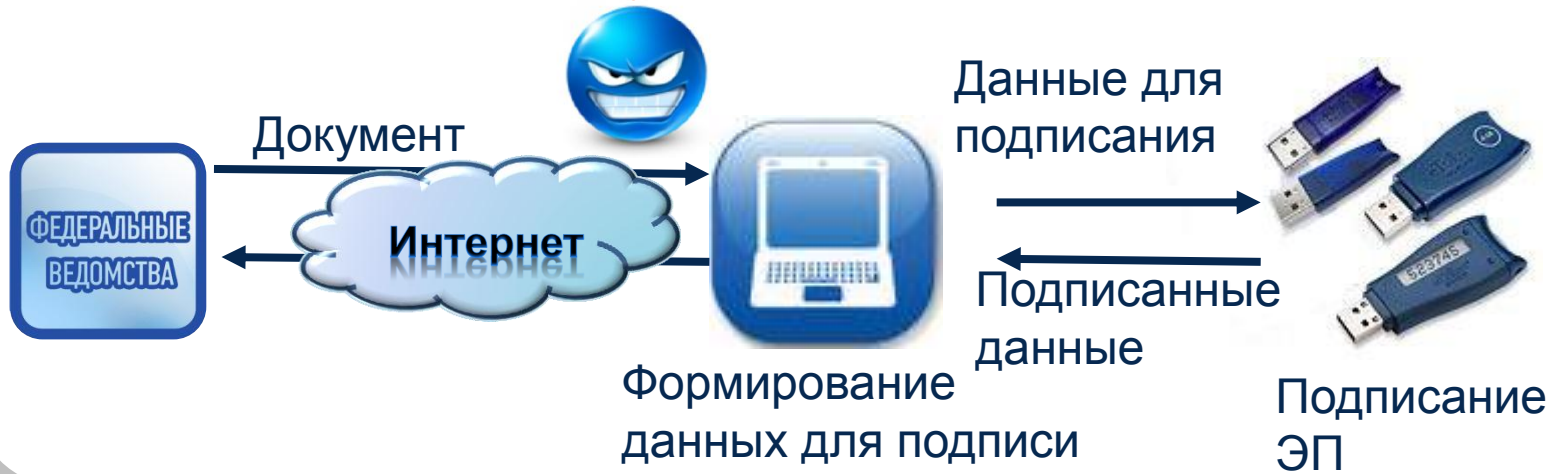 Документ
Данные для
подписания
ФЕДЕРАЛЬНЫЕ
ВЕДОМСТВА
Интернет
523745
Подписанные
данные
Формирование
данных для подписи
Подписание
ЭП